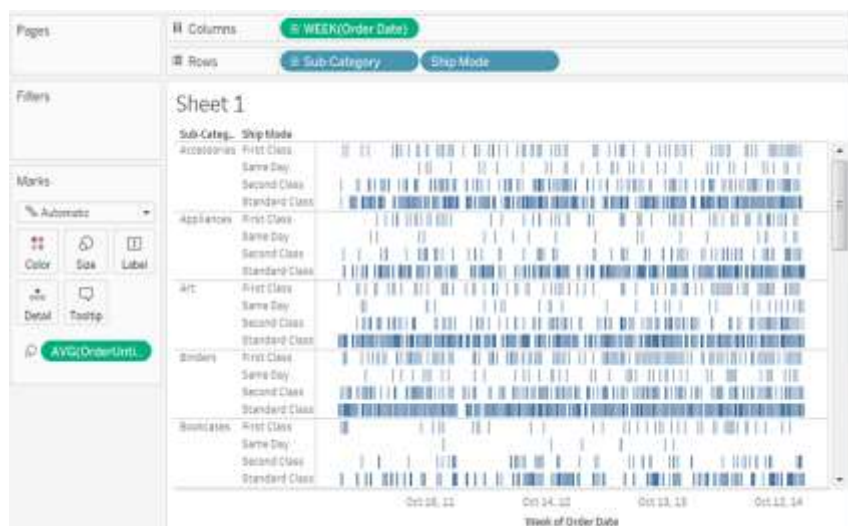 Pages
Columns
WEEK(Order Date)
Rows
Sub-Category
Ship Mode
Filters
Sheet 1
Sub-Categ.. Ship Mode
Accessories First Class
Same Day
Second Class
Standard Class
Marks
Automatic
Color Size Label
Detail Tooltip
AVG(OrderUnti..
Appliances First Class
Same Day
Second Class
Standard Class
Art First Class
Same Day
Second Class
Standard Class
Binders First Class
Same Day
Second Class
Standard Class
Bookcases First Class
Same Day
Second Class
Standard Class
Oct 14, 12 Oct 13, 13 Oct 12, 14
Week of Order Date